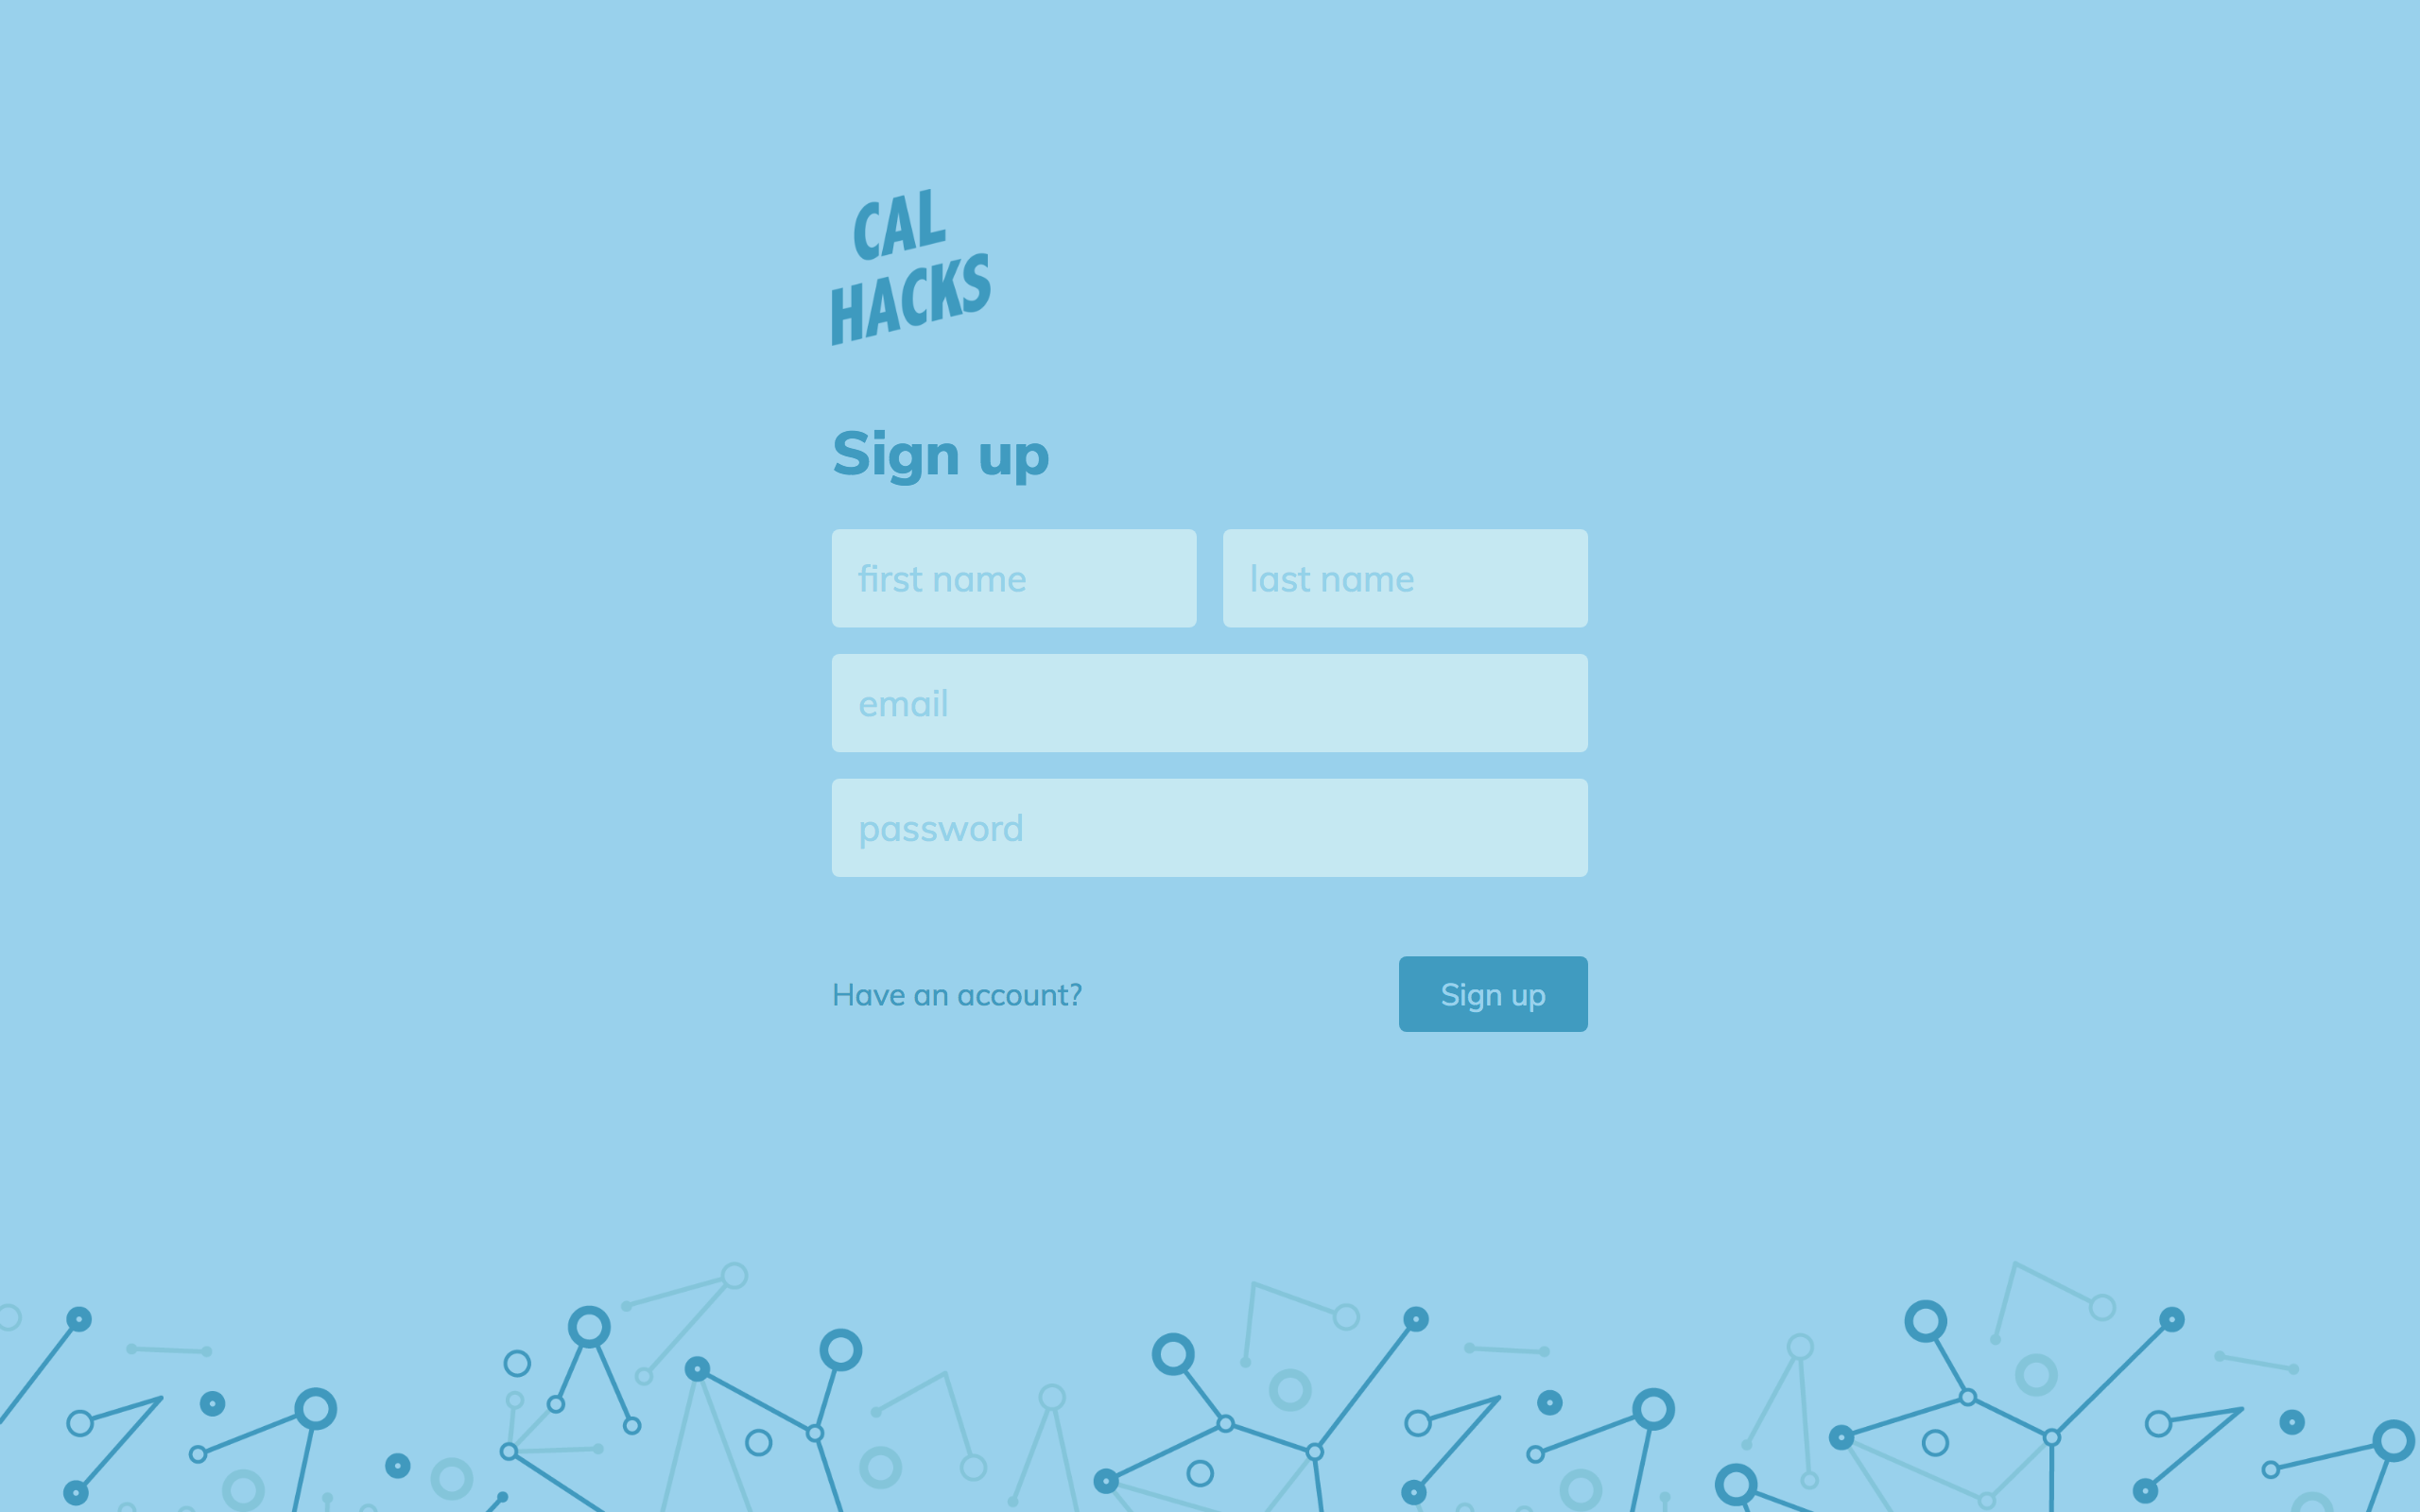 CAL
HACKS
Sign up
first name last name
email
password
Have an account? Sign up